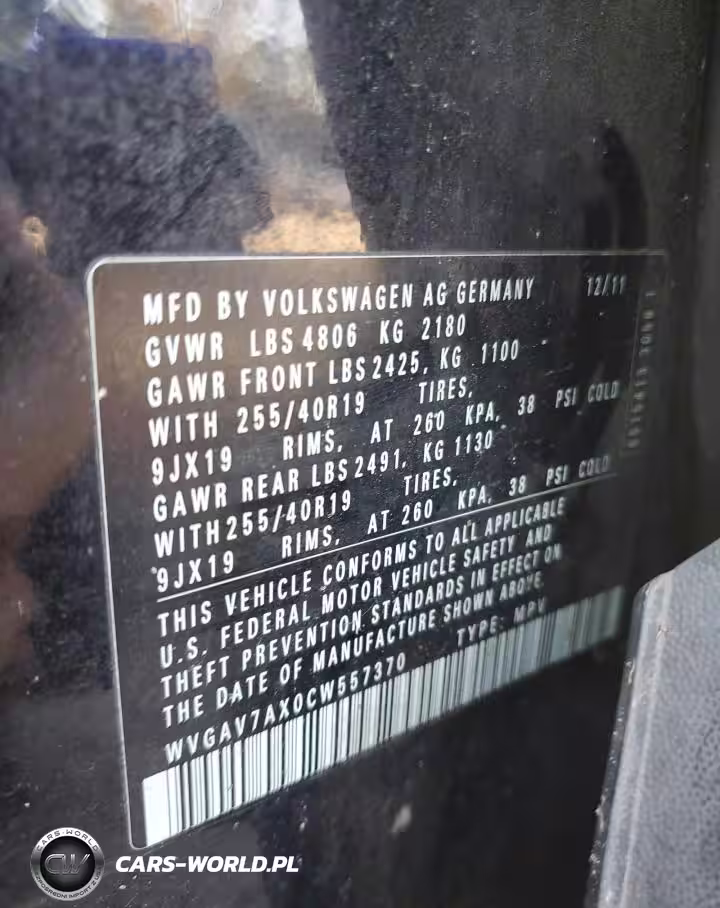 MFD BY VOLKSWAGEN AG GERMANY 12/11
GVWR LBS 4806 KG 2180
GAWR FRONT LBS 2425, KG 1100
WITH 255/40R19 TIRES,
9JX19 RIMS, AT 260 KPA, 38 PSI COLD
GAWR REAR LBS 2491, KG 1130
WITH 255/40R19 TIRES,
9JX19 RIMS, AT 260 KPA, 38 PSI COLD
THIS VEHICLE CONFORMS TO ALL APPLICABLE
U.S. FEDERAL MOTOR VEHICLE SAFETY AND
THEFT PREVENTION STANDARDS IN EFFECT ON
THE DATE OF MANUFACTURE SHOWN ABOVE.
WVGAV7AX0CW557370 TYPE: MPV
CARS-WORLD
CW
CARS-WORLD.PL